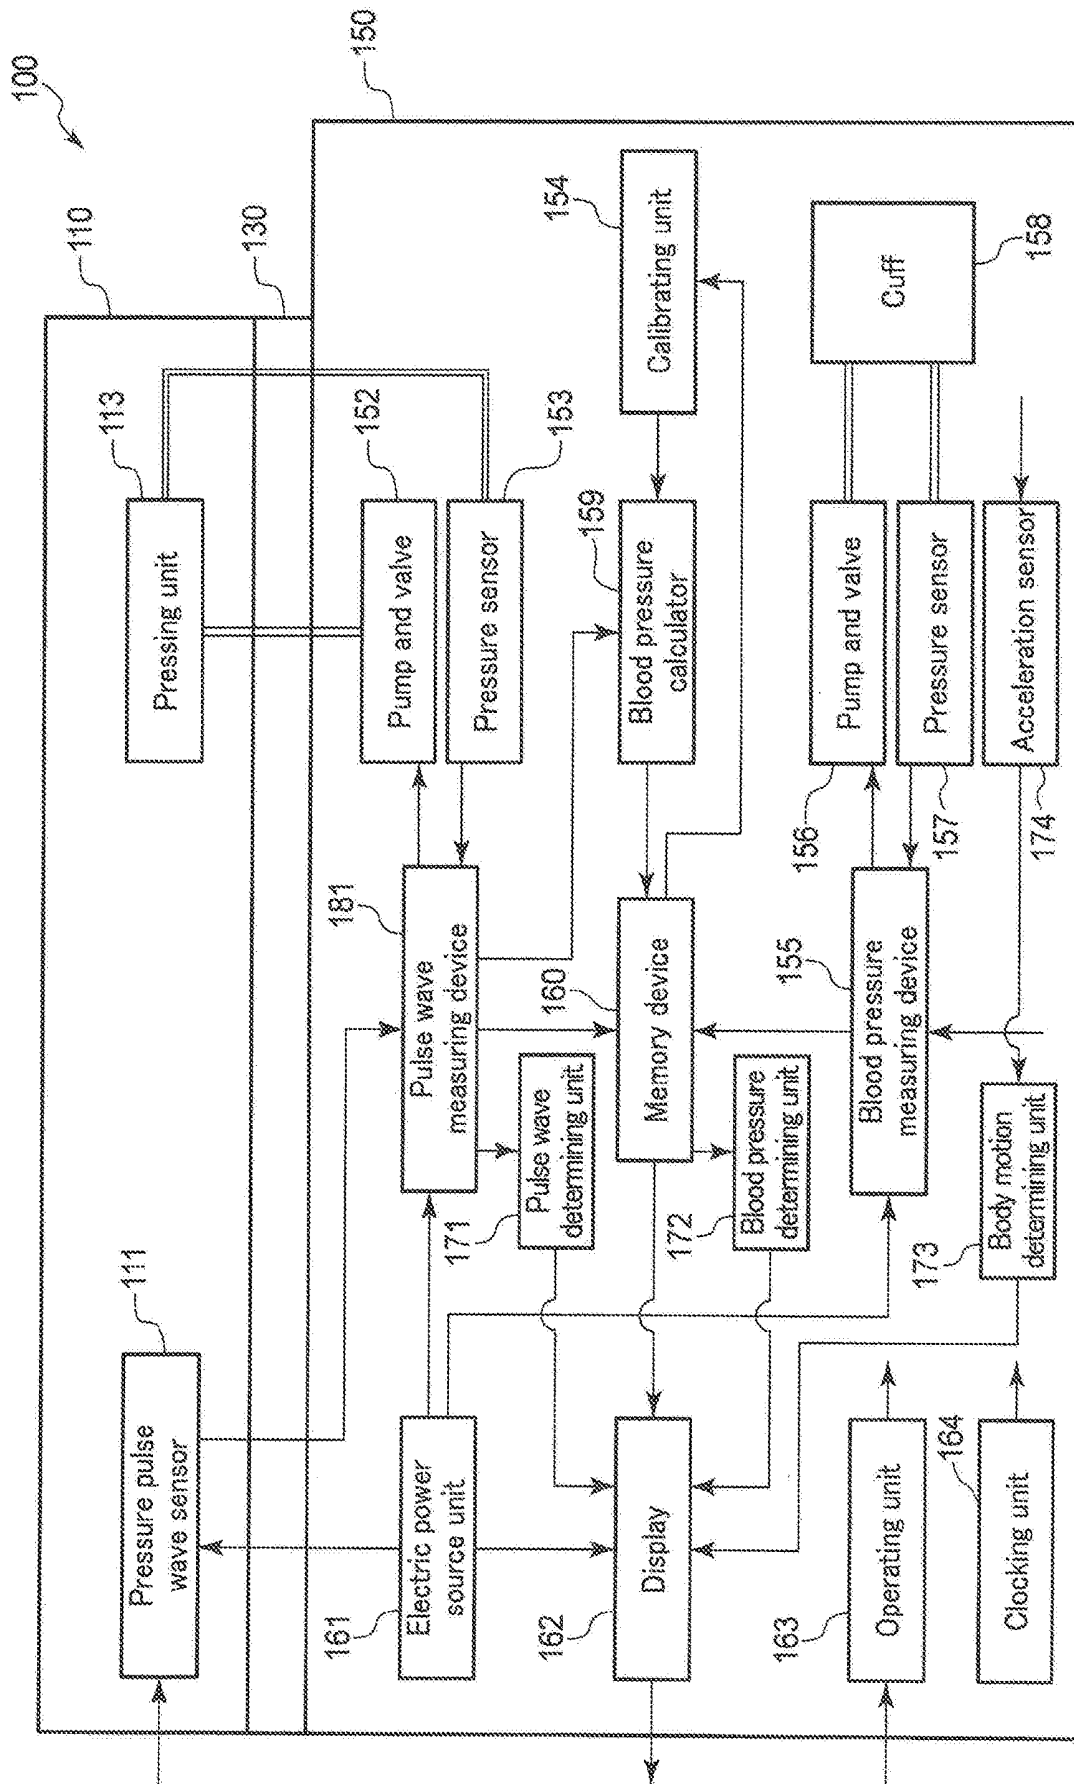 100
110
130
150
111
Pressure pulse
wave sensor
113
Pressing unit
161
Electric power
source unit
181
Pulse wave
measuring device
152
Pump and valve
153
Pressure sensor
171
Pulse wave
determining unit
162
Display
160
Memory device
159
Blood pressure
calculator
154
Calibrating unit
172
Blood pressure
determining unit
163
Operating unit
155
Blood pressure
measuring device
156
Pump and valve
157
Pressure sensor
158
Cuff
164
Clocking unit
173
Body motion
determining unit
174
Acceleration sensor